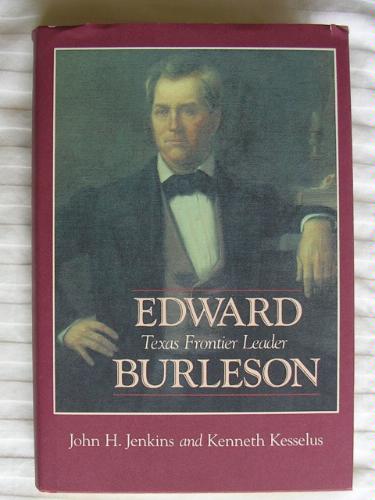 EDWARD
Texas Frontier Leader
BURLESON
John H. Jenkins and Kenneth Kesselus